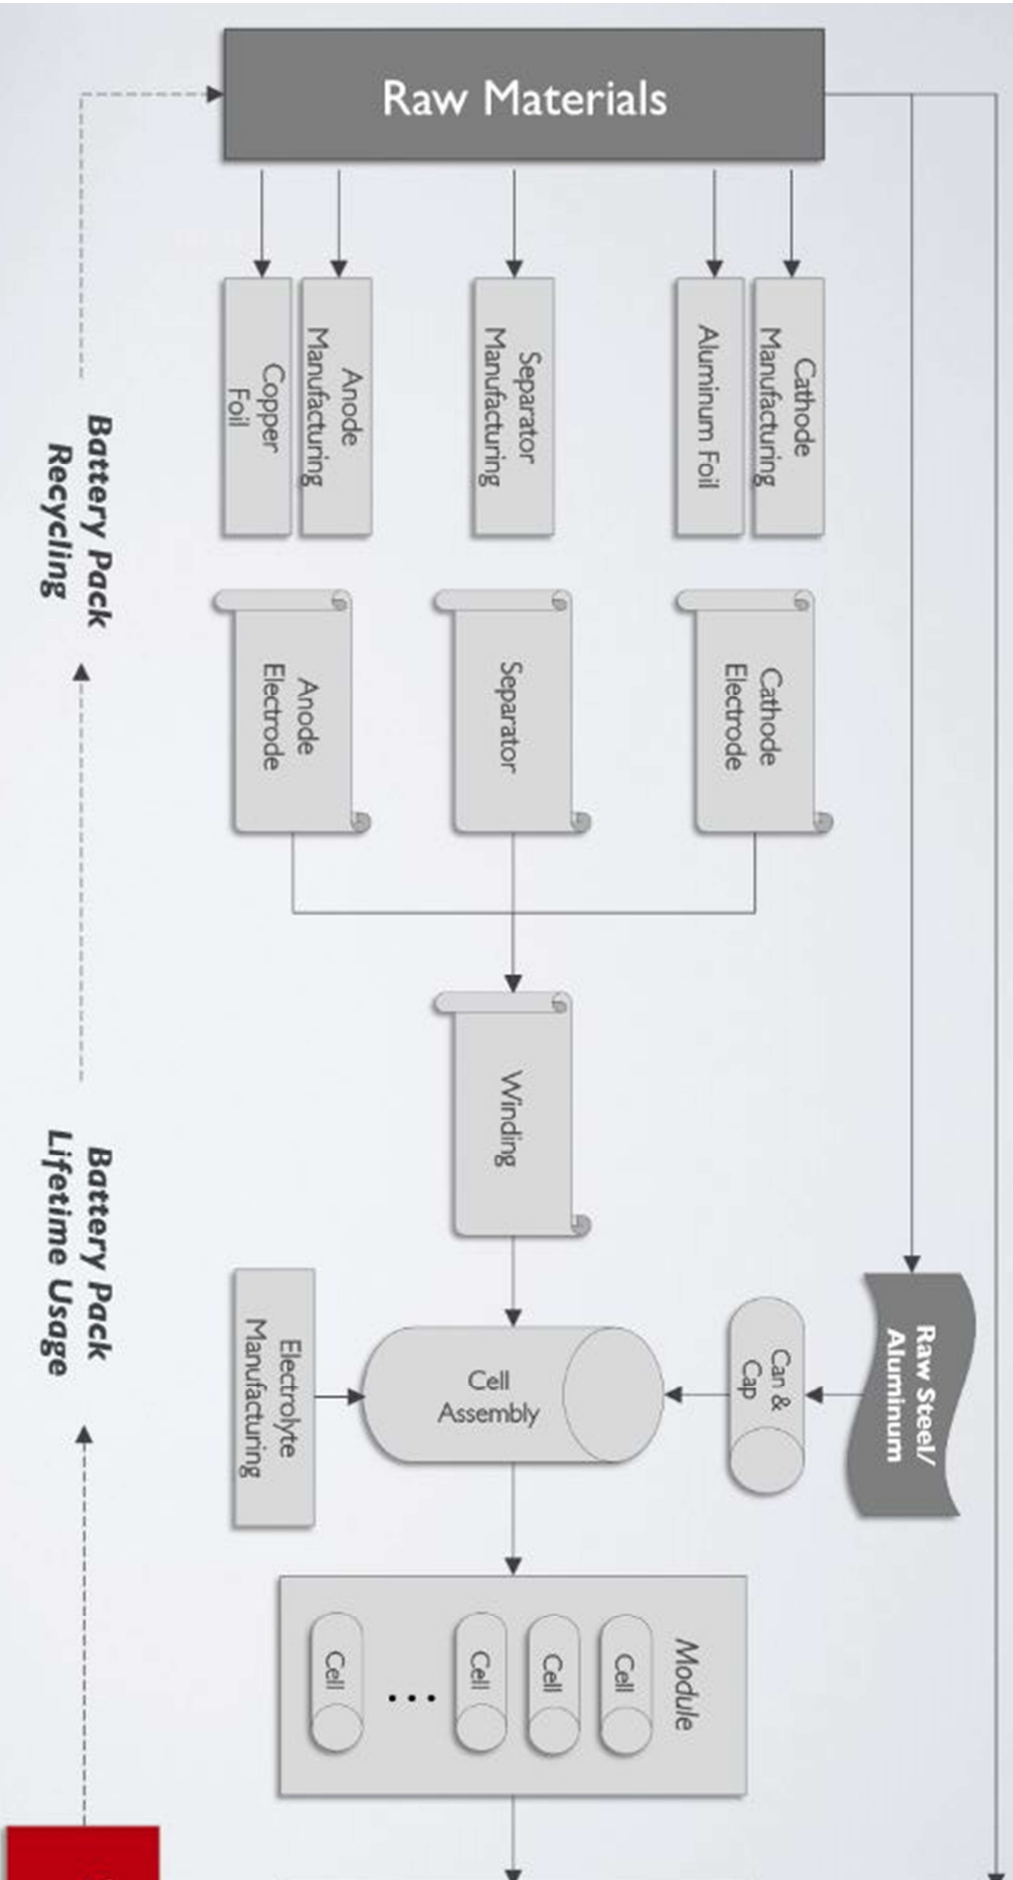 Raw Materials
Cathode
Manufacturing
Aluminum Foil
Separator
Manufacturing
Anode
Manufacturing
Copper
Foil
Cathode
Electrode
Separator
Anode
Electrode
Winding
Raw Steel/
Aluminum
Can &
Cap
Cell
Assembly
Electrolyte
Manufacturing
Module
Cell
Cell
Cell
...
Cell
Battery Pack
Recycling
Battery Pack
Lifetime Usage